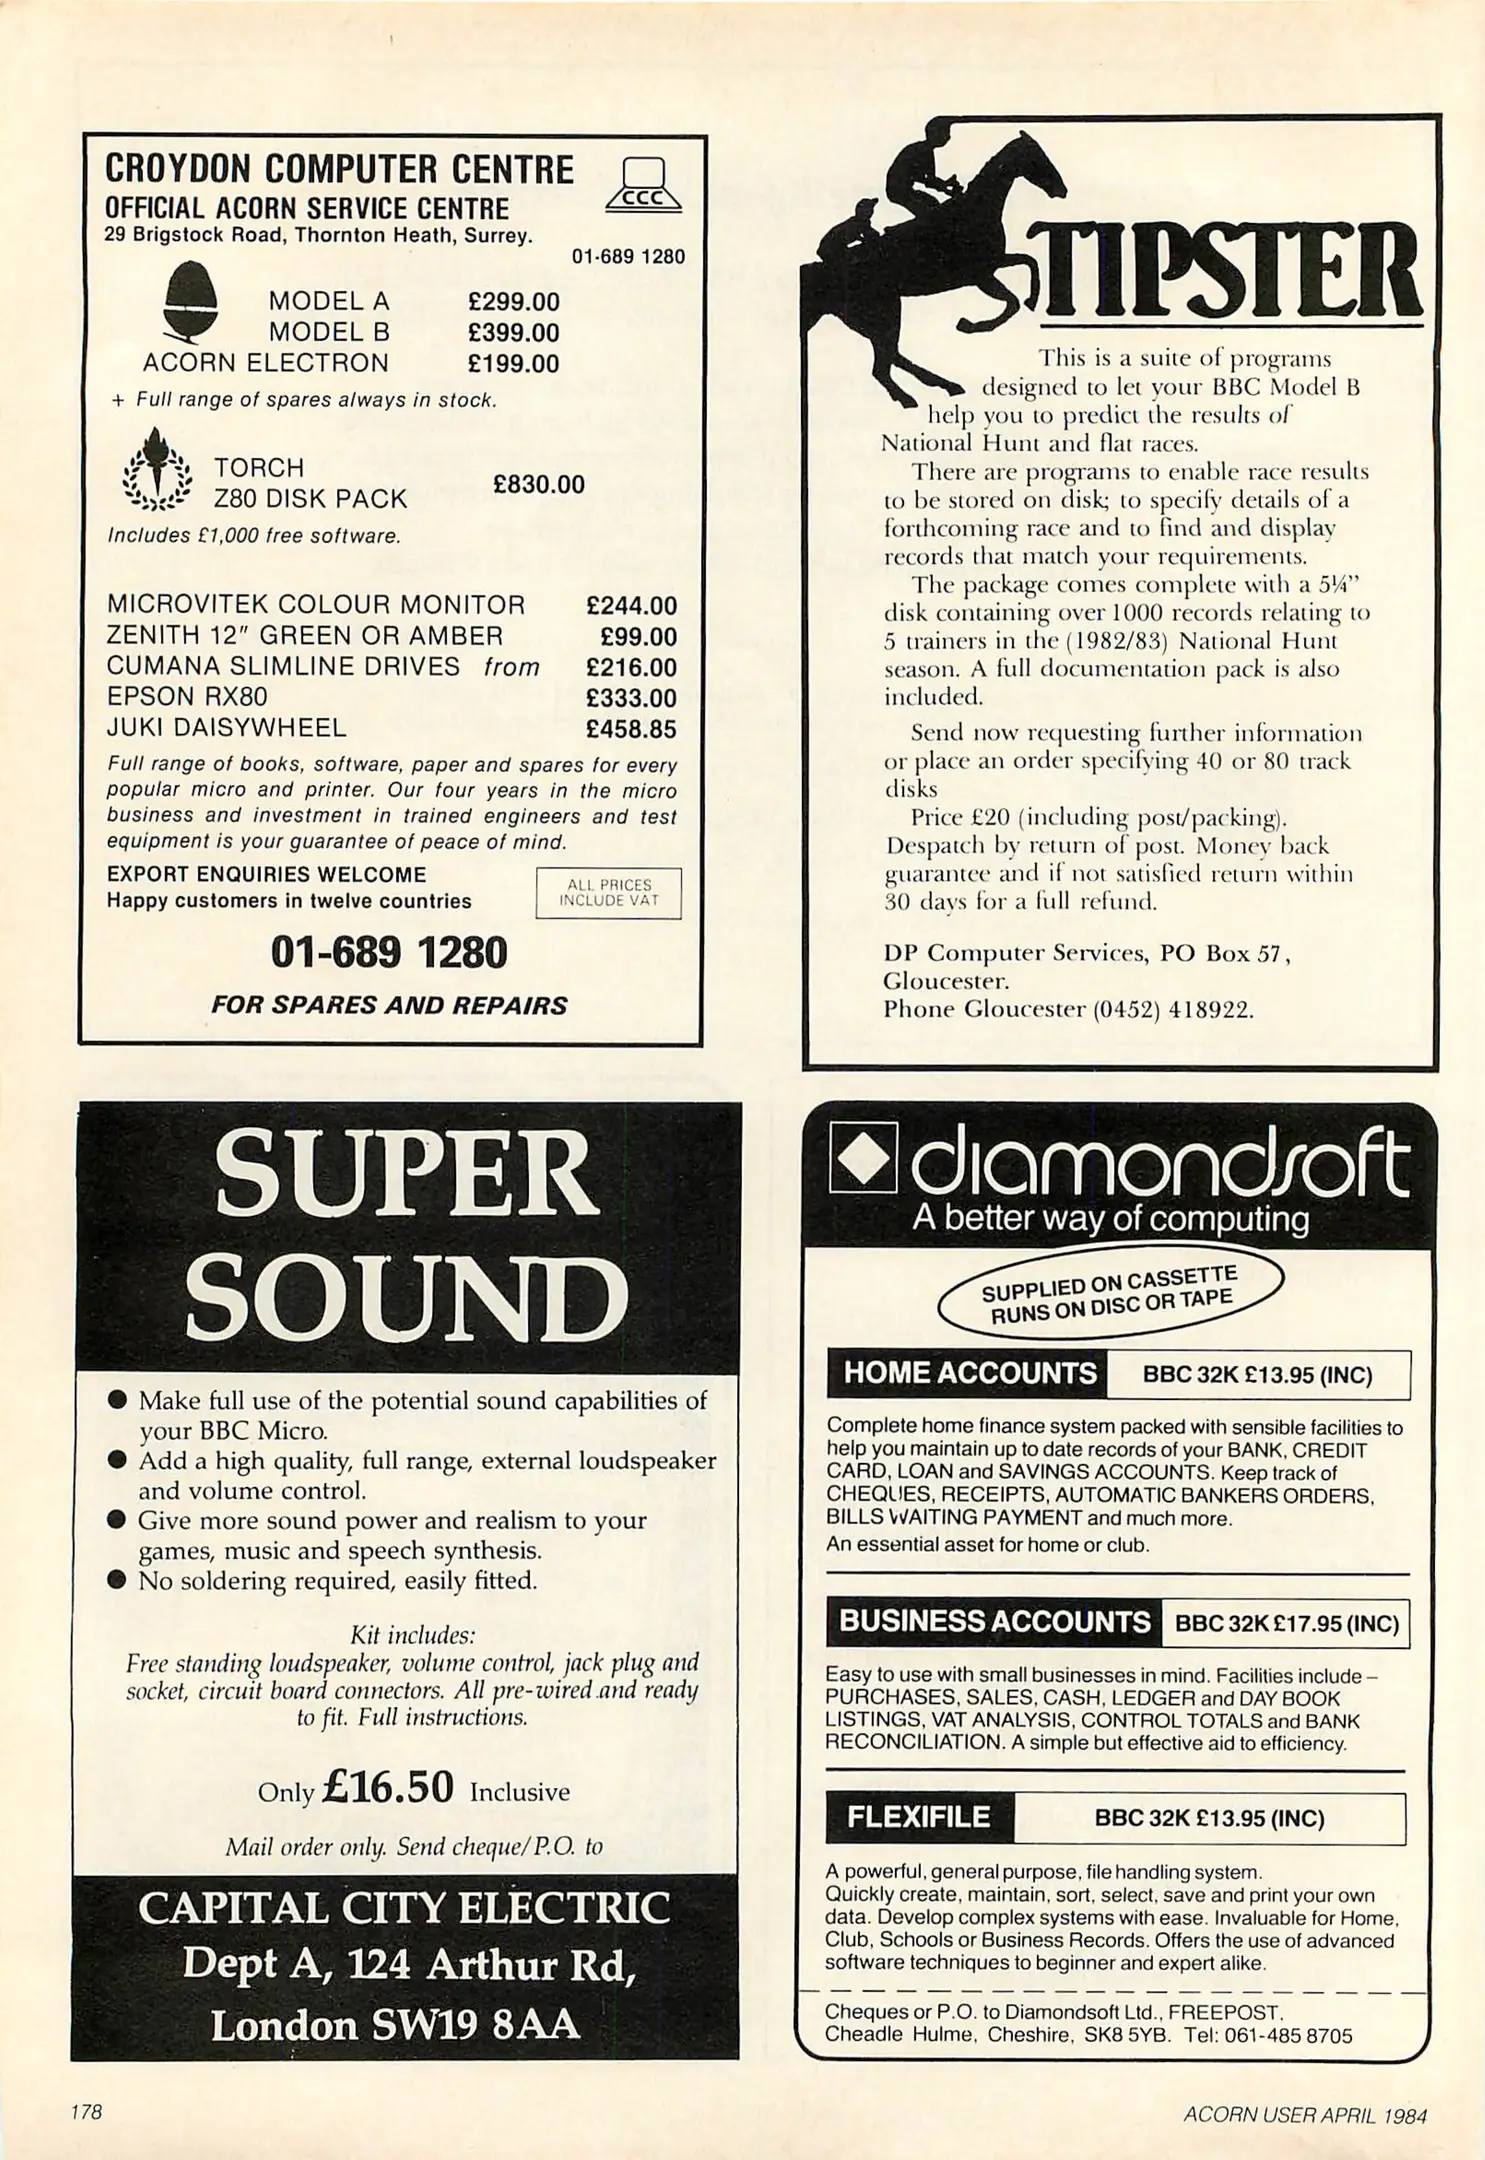 CROYDON COMPUTER CENTRE
OFFICIAL ACORN SERVICE CENTRE
CCC
29 Brigstock Road, Thornton Heath, Surrey.
01-689 1280
MODEL A £299.00
MODEL B £399.00
ACORN ELECTRON £199.00
+ Full range of spares always in stock.
TORCH
Z80 DISK PACK £830.00
Includes £1,000 free software.
MICROVITEK COLOUR MONITOR £244.00
ZENITH 12" GREEN OR AMBER £99.00
CUMANA SLIMLINE DRIVES from £216.00
EPSON RX80 £333.00
JUKI DAISYWHEEL £458.85
Full range of books, software, paper and spares for every
popular micro and printer. Our four years in the micro
business and investment in trained engineers and test
equipment is your guarantee of peace of mind.
EXPORT ENQUIRIES WELCOME
Happy customers in twelve countries
ALL PRICES
INCLUDE VAT
01-689 1280
FOR SPARES AND REPAIRS
TIPSTER
This is a suite of programs
designed to let your BBC Model B
help you to predict the results of
National Hunt and flat races.
There are programs to enable race results
to be stored on disk; to specify details of a
forthcoming race and to find and display
records that match your requirements.
The package comes complete with a 5¼”
disk containing over 1000 records relating to
5 trainers in the (1982/83) National Hunt
season. A full documentation pack is also
included.
Send now requesting further information
or place an order specifying 40 or 80 track
disks
Price £20 (including post/packing).
Despatch by return of post. Money back
guarantee and if not satisfied return within
30 days for a full refund.
DP Computer Services, PO Box 57,
Gloucester.
Phone Gloucester (0452) 418922.
SUPER
SOUND
● Make full use of the potential sound capabilities of
your BBC Micro.
● Add a high quality, full range, external loudspeaker
and volume control.
● Give more sound power and realism to your
games, music and speech synthesis.
● No soldering required, easily fitted.
Kit includes:
Free standing loudspeaker, volume control, jack plug and
socket, circuit board connectors. All pre-wired and ready
to fit. Full instructions.
Only £16.50 Inclusive
Mail order only. Send cheque/P.O. to
CAPITAL CITY ELECTRIC
Dept A, 124 Arthur Rd,
London SW19 8AA
diamondsoft
A better way of computing
SUPPLIED ON CASSETTE
RUNS ON DISC OR TAPE
HOME ACCOUNTS BBC 32K £13.95 (INC)
Complete home finance system packed with sensible facilities to
help you maintain up to date records of your BANK, CREDIT
CARD, LOAN and SAVINGS ACCOUNTS. Keep track of
CHEQUES, RECEIPTS, AUTOMATIC BANKERS ORDERS,
BILLS WAITING PAYMENT and much more.
An essential asset for home or club.
BUSINESS ACCOUNTS BBC 32K £17.95 (INC)
Easy to use with small businesses in mind. Facilities include –
PURCHASES, SALES, CASH, LEDGER and DAY BOOK
LISTINGS, VAT ANALYSIS, CONTROL TOTALS and BANK
RECONCILIATION. A simple but effective aid to efficiency.
FLEXIFILE BBC 32K £13.95 (INC)
A powerful, general purpose, file handling system.
Quickly create, maintain, sort, select, save and print your own
data. Develop complex systems with ease. Invaluable for Home,
Club, Schools or Business Records. Offers the use of advanced
software techniques to beginner and expert alike.
Cheques or P.O. to Diamondsoft Ltd., FREEPOST.
Cheadle Hulme, Cheshire, SK8 5YB. Tel: 061-485 8705
178
ACORN USER APRIL 1984